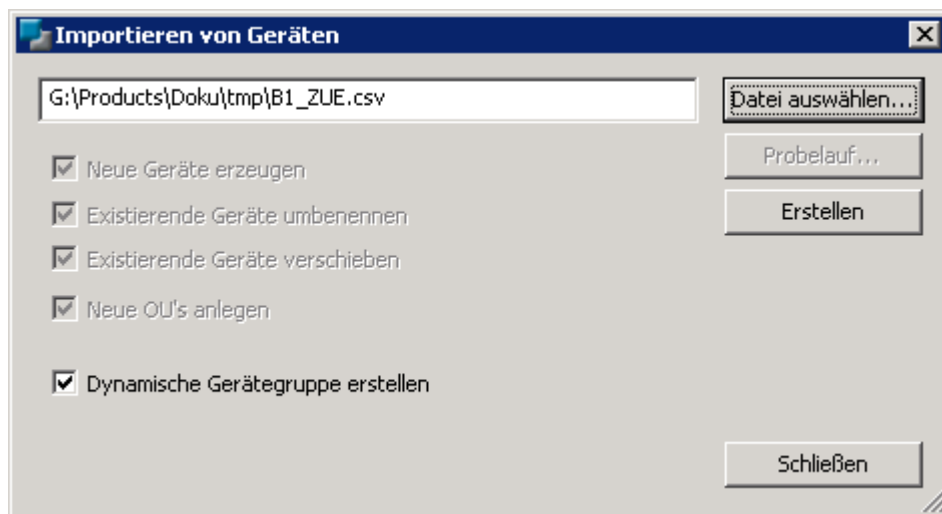 Importieren von Geräten
G:\Products\Doku\tmp\B1_ZUE.csv
Datei auswählen...
Neue Geräte erzeugen
Probelauf...
Existierende Geräte umbenennen
Erstellen
Existierende Geräte verschieben
Neue OU's anlegen
Dynamische Gerätegruppe erstellen
Schließen